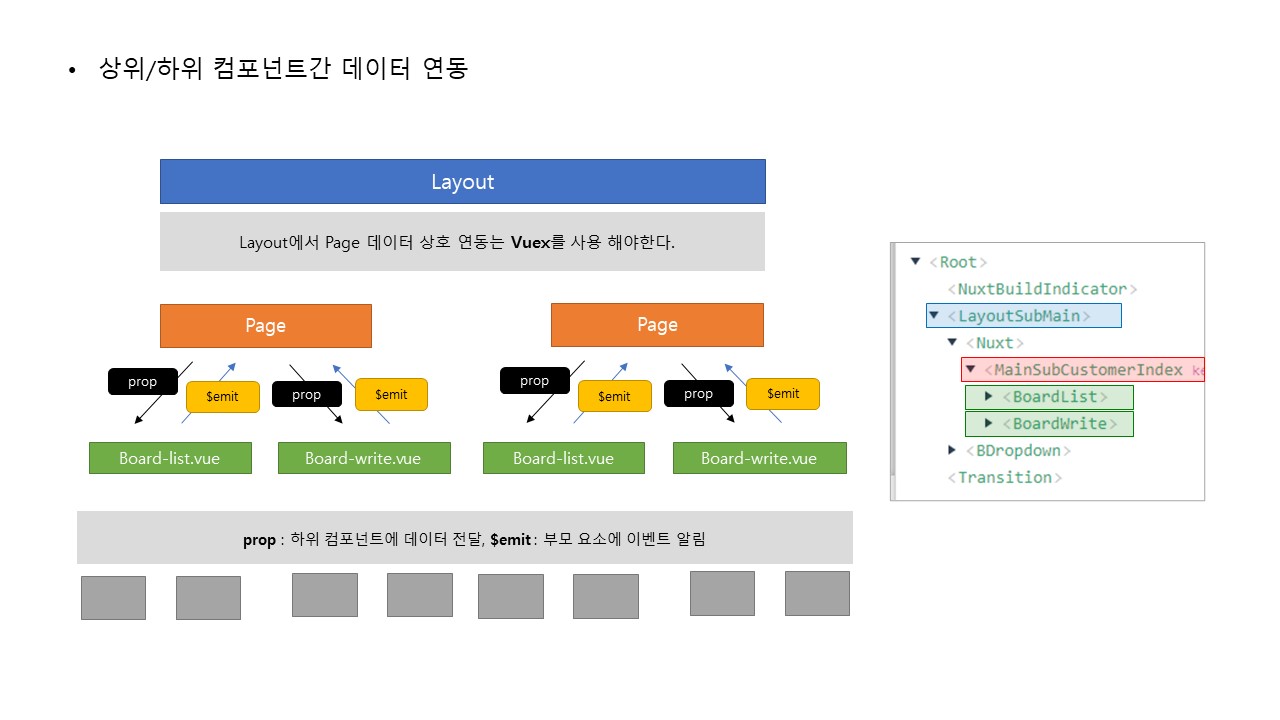 • 상위/하위 컴포넌트간 데이터 연동
Layout
Layout에서 Page 데이터 상호 연동는 Vuex를 사용 해야한다.
Page
Page
prop
$emit
prop
$emit
prop
$emit
prop
$emit
Board-list.vue
Board-write.vue
Board-list.vue
Board-write.vue
prop : 하위 컴포넌트에 데이터 전달, $emit : 부모 요소에 이벤트 알림
▼ <Root>
<NuxtBuildIndicator>
▼ <LayoutSubMain>
▼ <Nuxt>
▼ <MainSubCustomerIndex ke
▶ <BoardList>
▶ <BoardWrite>
▶ <BDropdown>
<Transition>